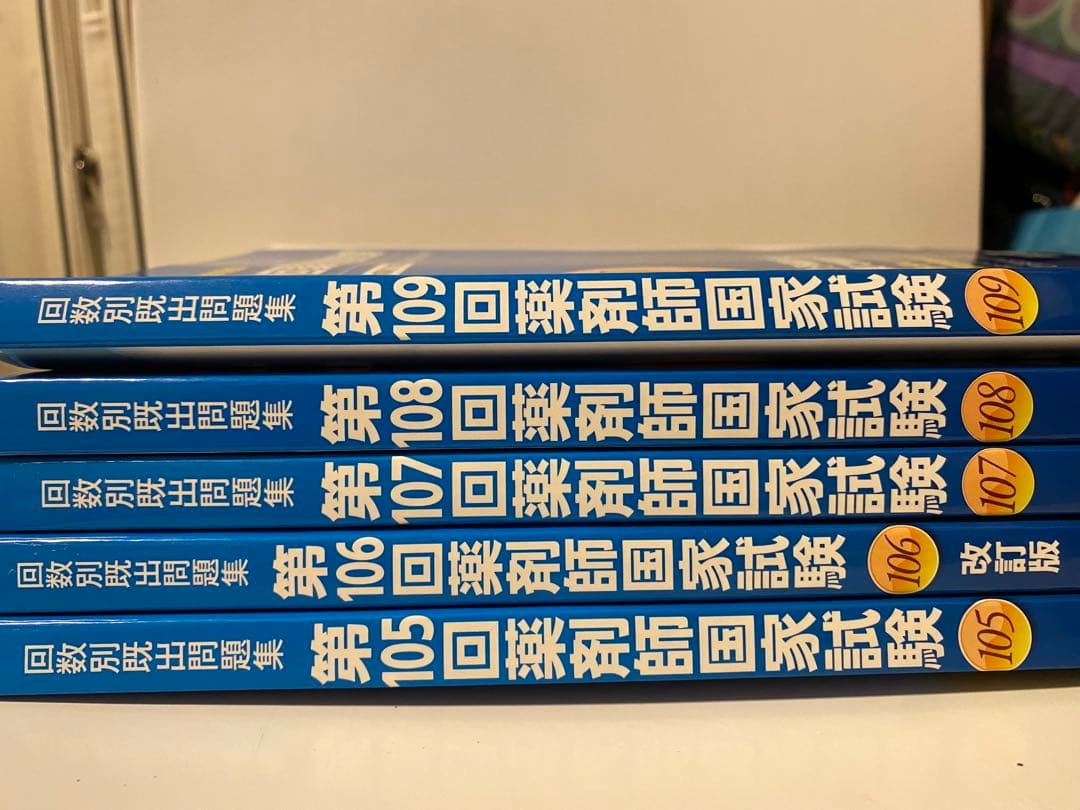 回数別既出問題集 第109回薬剤師国家試験 109
回数別既出問題集 第108回薬剤師国家試験 108
回数別既出問題集 第107回薬剤師国家試験 107
回数別既出問題集 第106回薬剤師国家試験 106 改訂版
回数別既出問題集 第105回薬剤師国家試験 105